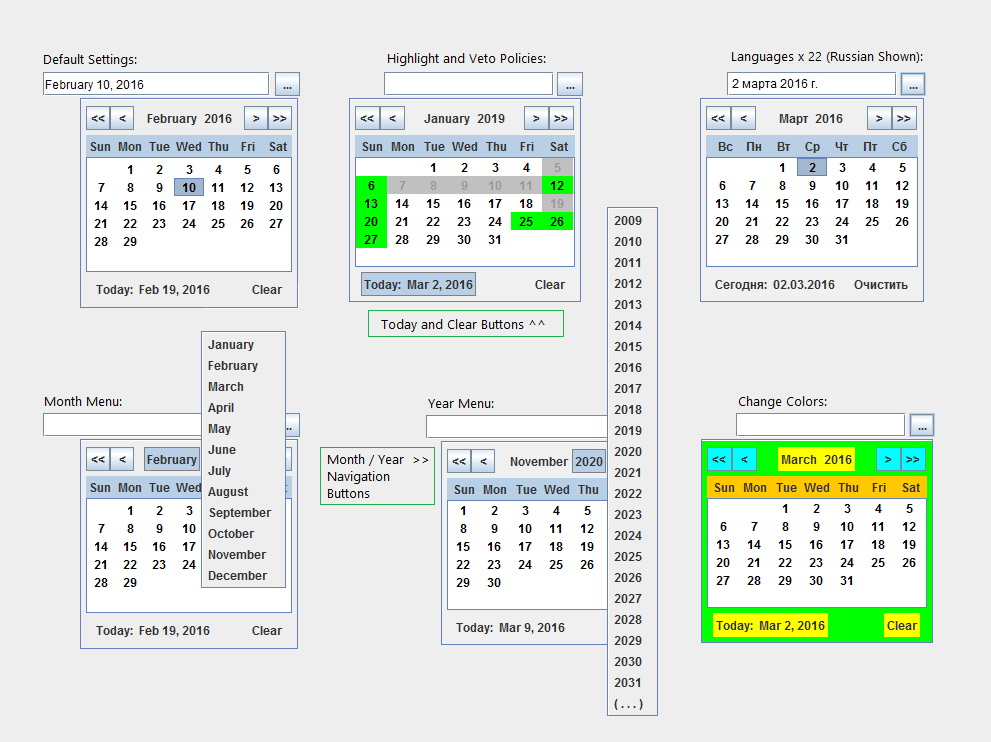 Default Settings:
February 10, 2016
...
<< < February 2016 > >>
Sun Mon Tue Wed Thu Fri Sat
1 2 3 4 5 6
7 8 9 10 11 12 13
14 15 16 17 18 19 20
21 22 23 24 25 26 27
28 29
Today: Feb 19, 2016 Clear
Highlight and Veto Policies:
...
<< < January 2019 > >>
Sun Mon Tue Wed Thu Fri Sat
1 2 3 4 5
6 7 8 9 10 11 12
13 14 15 16 17 18 19
20 21 22 23 24 25 26
27 28 29 30 31
Today: Mar 2, 2016 Clear
Today and Clear Buttons ^ ^
Languages x 22 (Russian Shown):
2 марта 2016 г.
...
<< < Март 2016 > >>
Вс Пн Вт Ср Чт Пт Сб
1 2 3 4 5
6 7 8 9 10 11 12
13 14 15 16 17 18 19
20 21 22 23 24 25 26
27 28 29 30 31
Сегодня: 02.03.2016 Очистить
Month Menu:
..
<< < February
Sun Mon Tue Wed
1 2 3
7 8 9 10
14 15 16 17
21 22 23 24
28 29
Today: Feb 19, 2016 Clear
January
February
March
April
May
June
July
August
September
October
November
December
Month / Year >>
Navigation
Buttons
Year Menu:
<< < November 2020
Sun Mon Tue Wed Thu
1 2 3 4 5
8 9 10 11 12
15 16 17 18 19
22 23 24 25 26
29 30
Today: Mar 9, 2016
2009
2010
2011
2012
2013
2014
2015
2016
2017
2018
2019
2020
2021
2022
2023
2024
2025
2026
2027
2028
2029
2030
2031
(...)
Change Colors:
...
<< < March 2016 > >>
Sun Mon Tue Wed Thu Fri Sat
1 2 3 4 5
6 7 8 9 10 11 12
13 14 15 16 17 18 19
20 21 22 23 24 25 26
27 28 29 30 31
Today: Mar 2, 2016 Clear